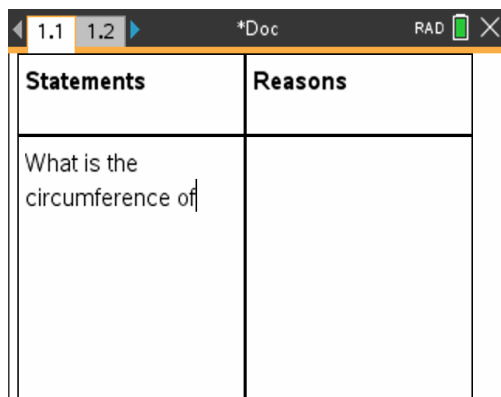 1.1 1.2 *Doc RAD
Statements Reasons
What is the
circumference of